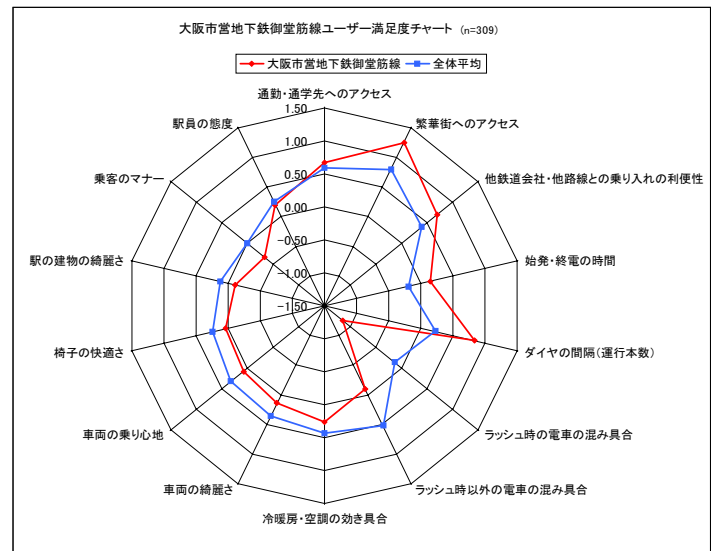 大阪市営地下鉄御堂筋線ユーザー満足度チャート (n=309)
大阪市営地下鉄御堂筋線 全体平均
通勤・通学先へのアクセス
繁華街へのアクセス
他鉄道会社・他路線との乗り入れの利便性
始発・終電の時間
ダイヤの間隔(運行本数)
ラッシュ時の電車の混み具合
ラッシュ時以外の電車の混み具合
冷暖房・空調の効き具合
車両の綺麗さ
車両の乗り心地
椅子の快適さ
駅の建物の綺麗さ
乗客のマナー
駅員の態度
1.50
1.00
0.50
0.00
-0.50
-1.00
-1.50